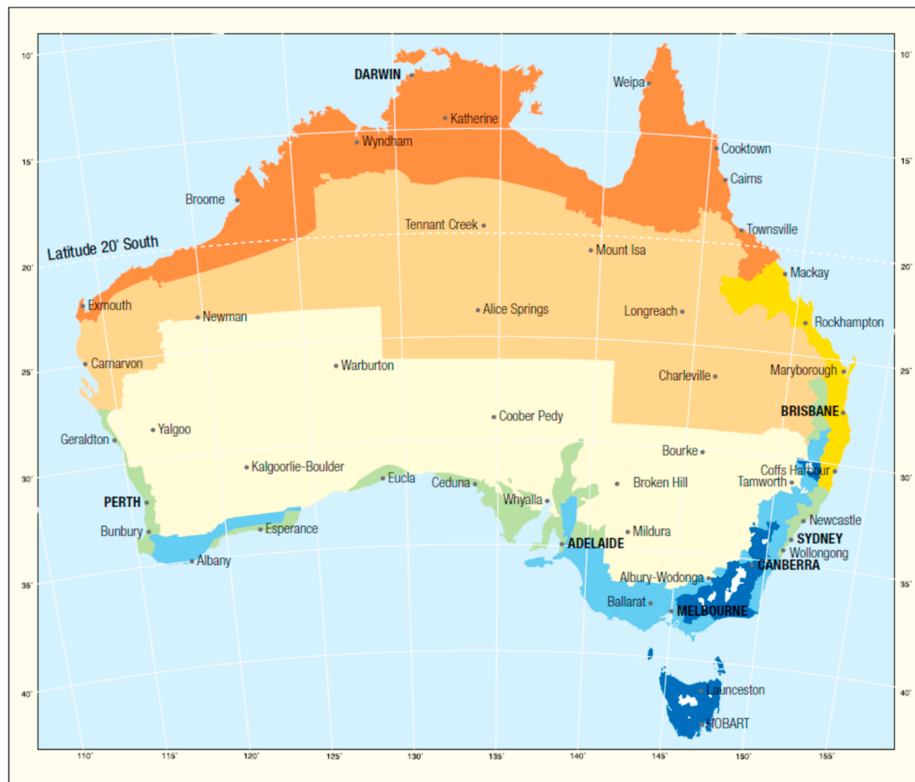 10°
10°
DARWIN
Weipa
Katherine
Wyndham
Cooktown
15°
15°
Cairns
Broome
Tennant Creek
Townsville
Latitude 20° South
Mount Isa
20°
20°
Mackay
Exmouth
Newman
Alice Springs
Longreach
Rockhampton
Carnarvon
Warburton
25°
25°
Charleville
Maryborough
Coober Pedy
BRISBANE
Yalgoo
Geraldton
Bourke
Kalgoorlie-Boulder
Coffs Harbour
30°
30°
Eucla
Ceduna
Broken Hill
Tamworth
PERTH
Whyalla
Newcastle
Bunbury
Esperance
Mildura
SYDNEY
ADELAIDE
Wollongong
Albany
CANBERRA
35°
35°
Albury-Wodonga
Ballarat
MELBOURNE
40°
40°
Launceston
HOBART
110°
115°
120°
125°
130°
135°
140°
145°
150°
155°